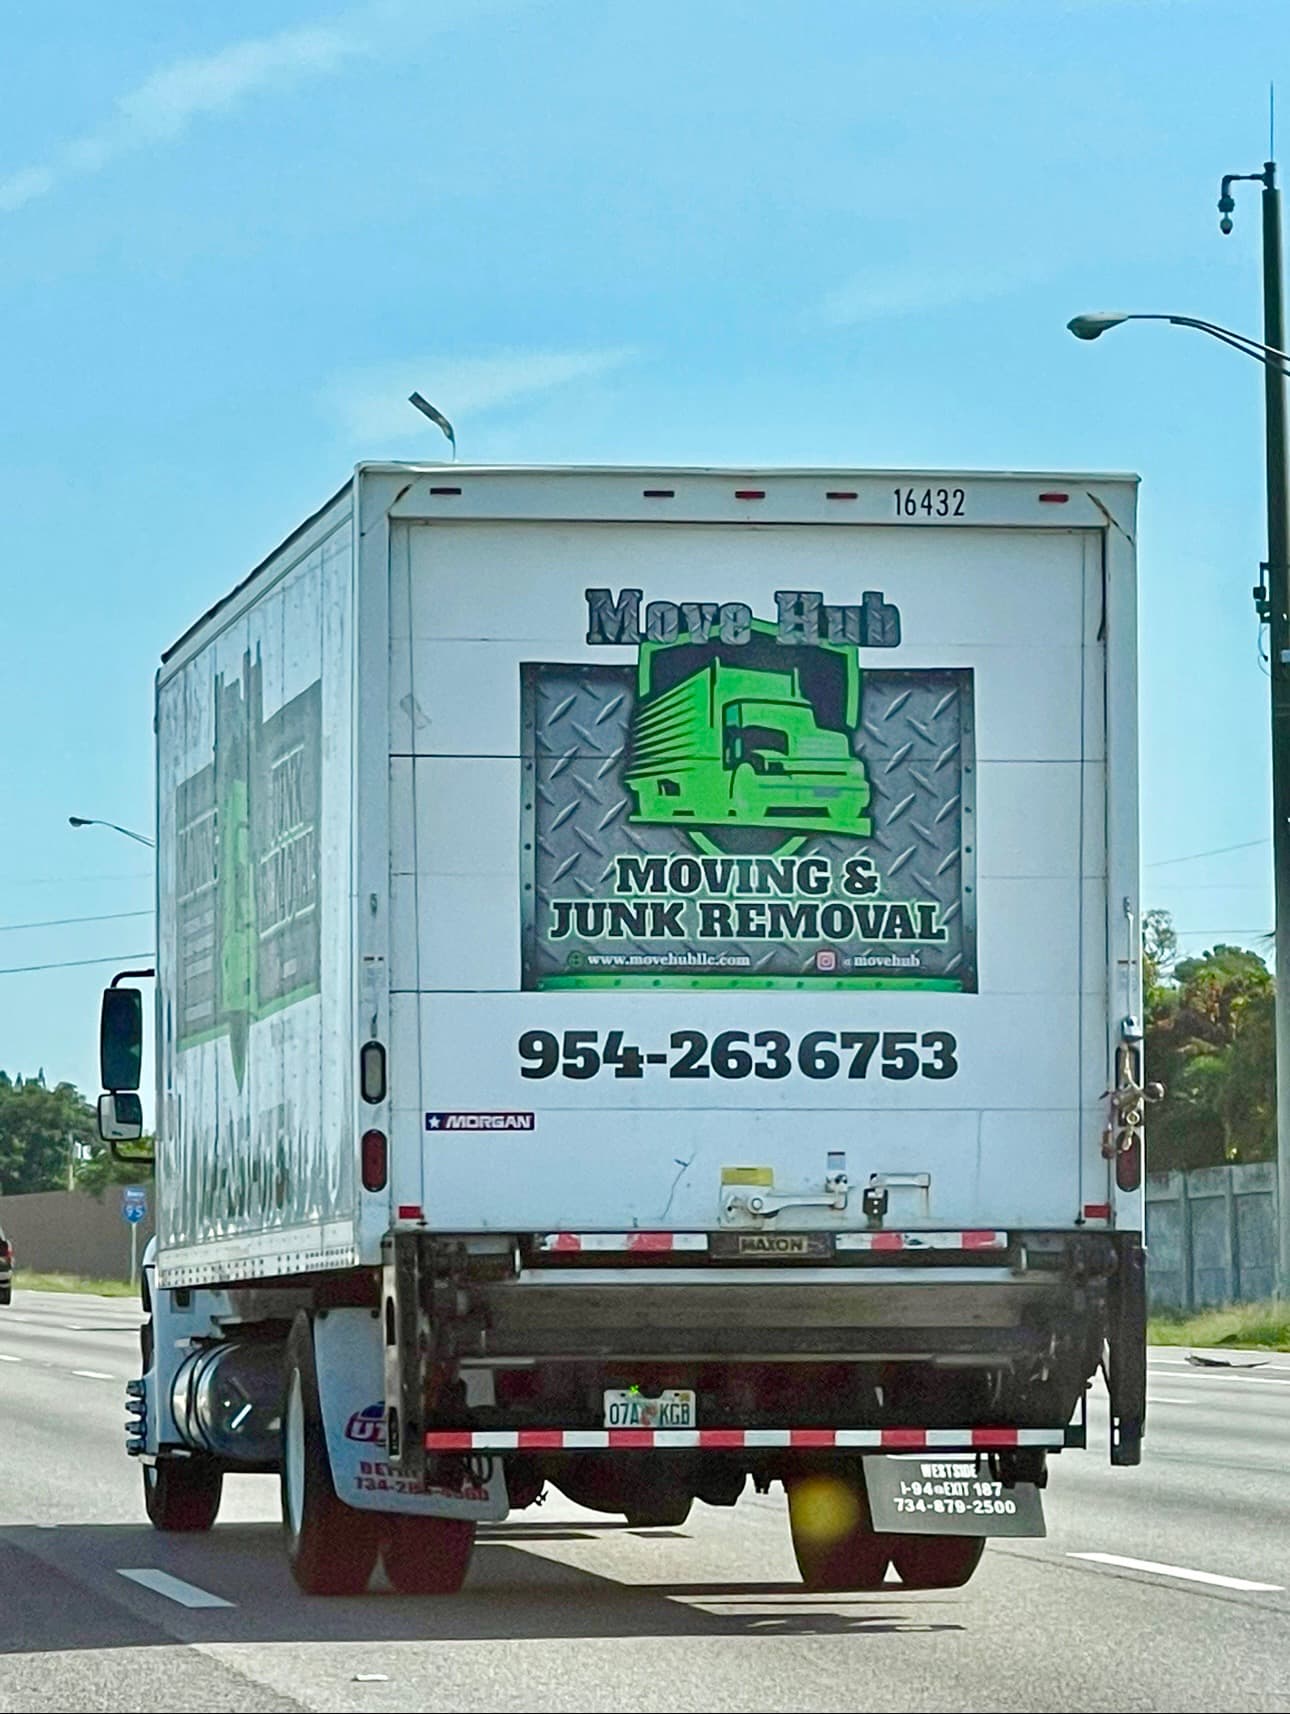 16432
Move Hub
MOVING &
JUNK REMOVAL
www.movehubllc.com
movehub
954-2636753
MORGAN
MAXON
95
WESTSIDE
I-94@EXIT 187
734-879-2500